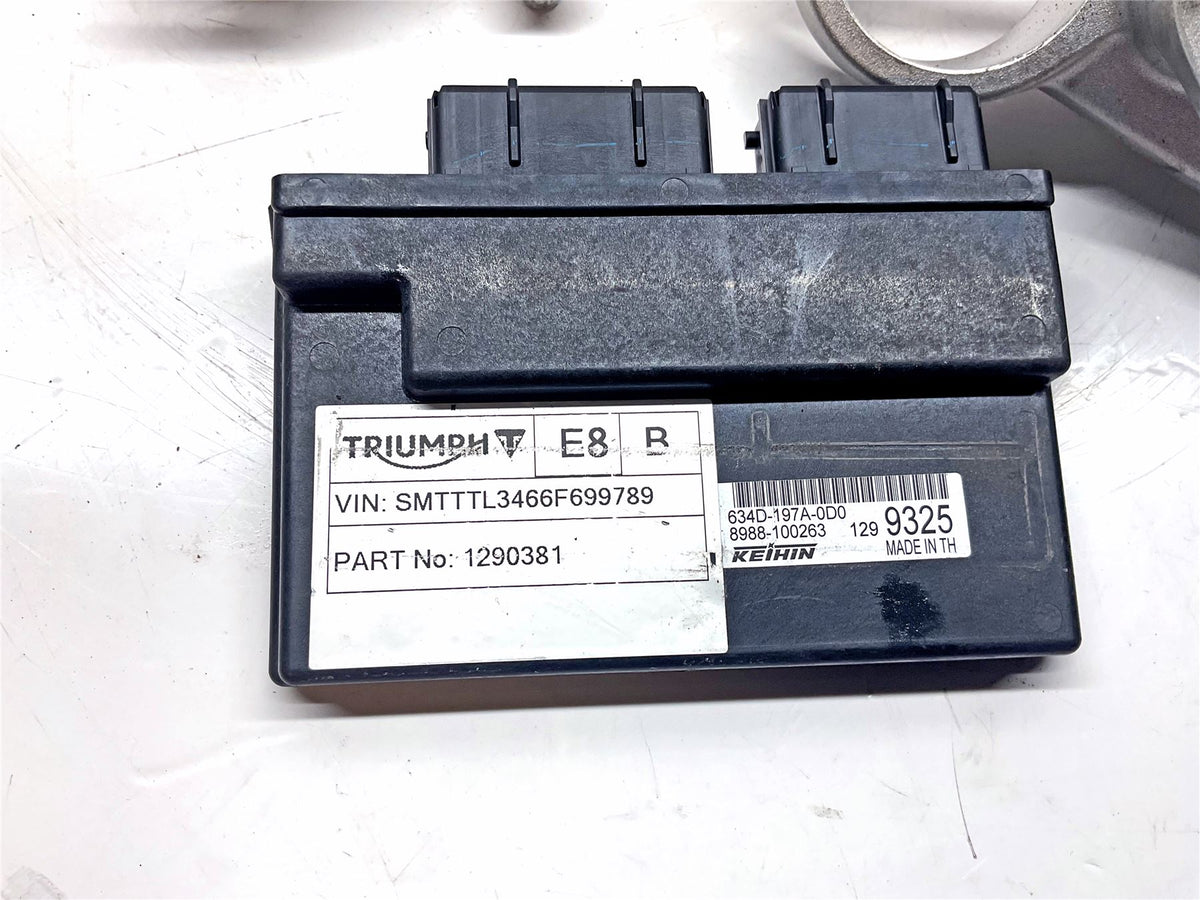 TRIUMPH E8 B
VIN: SMTTTL3466F699789
PART No: 1290381
634D-197A-0D0
8988-100263 129 9325
KEIHIN MADE IN TH